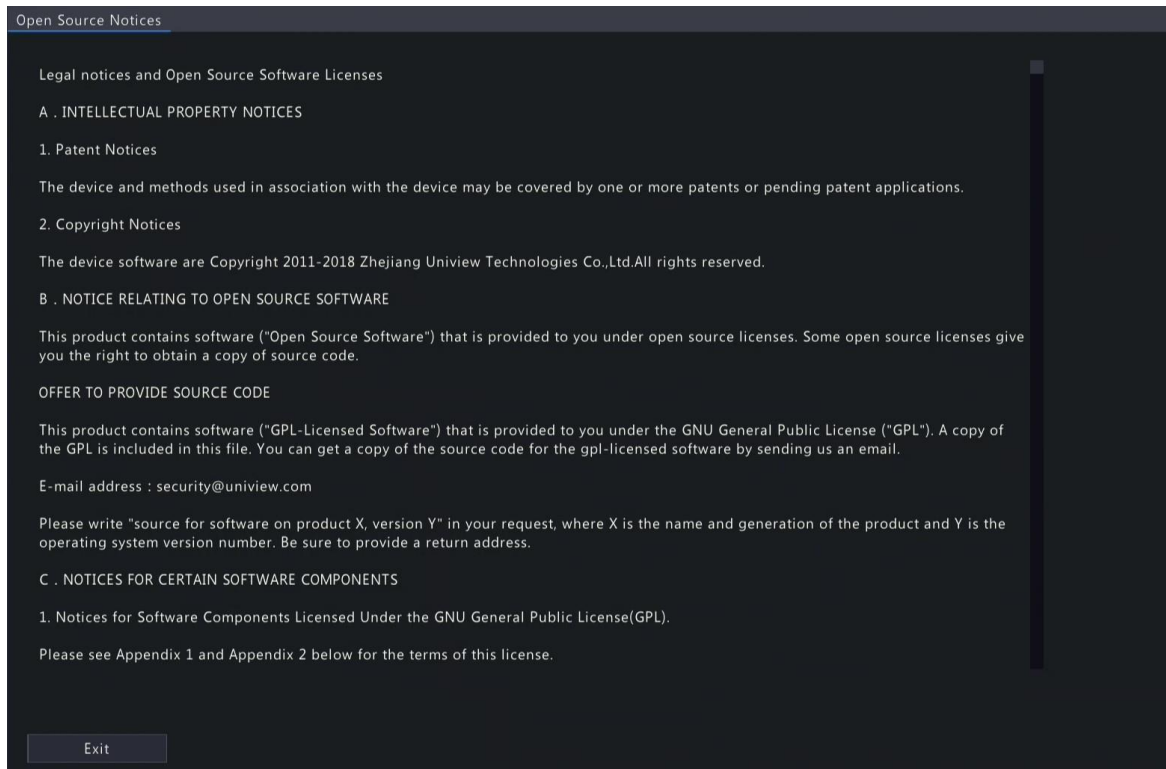 Open Source Notices
Legal notices and Open Source Software Licenses
A . INTELLECTUAL PROPERTY NOTICES
1. Patent Notices
The device and methods used in association with the device may be covered by one or more patents or pending patent applications.
2. Copyright Notices
The device software are Copyright 2011-2018 Zhejiang Uniview Technologies Co.,Ltd.All rights reserved.
B . NOTICE RELATING TO OPEN SOURCE SOFTWARE
This product contains software ("Open Source Software") that is provided to you under open source licenses. Some open source licenses give
you the right to obtain a copy of source code.
OFFER TO PROVIDE SOURCE CODE
This product contains software ("GPL-Licensed Software") that is provided to you under the GNU General Public License ("GPL"). A copy of
the GPL is included in this file. You can get a copy of the source code for the gpl-licensed software by sending us an email.
E-mail address : security@uniview.com
Please write "source for software on product X, version Y" in your request, where X is the name and generation of the product and Y is the
operating system version number. Be sure to provide a return address.
C . NOTICES FOR CERTAIN SOFTWARE COMPONENTS
1. Notices for Software Components Licensed Under the GNU General Public License(GPL).
Please see Appendix 1 and Appendix 2 below for the terms of this license.
Exit